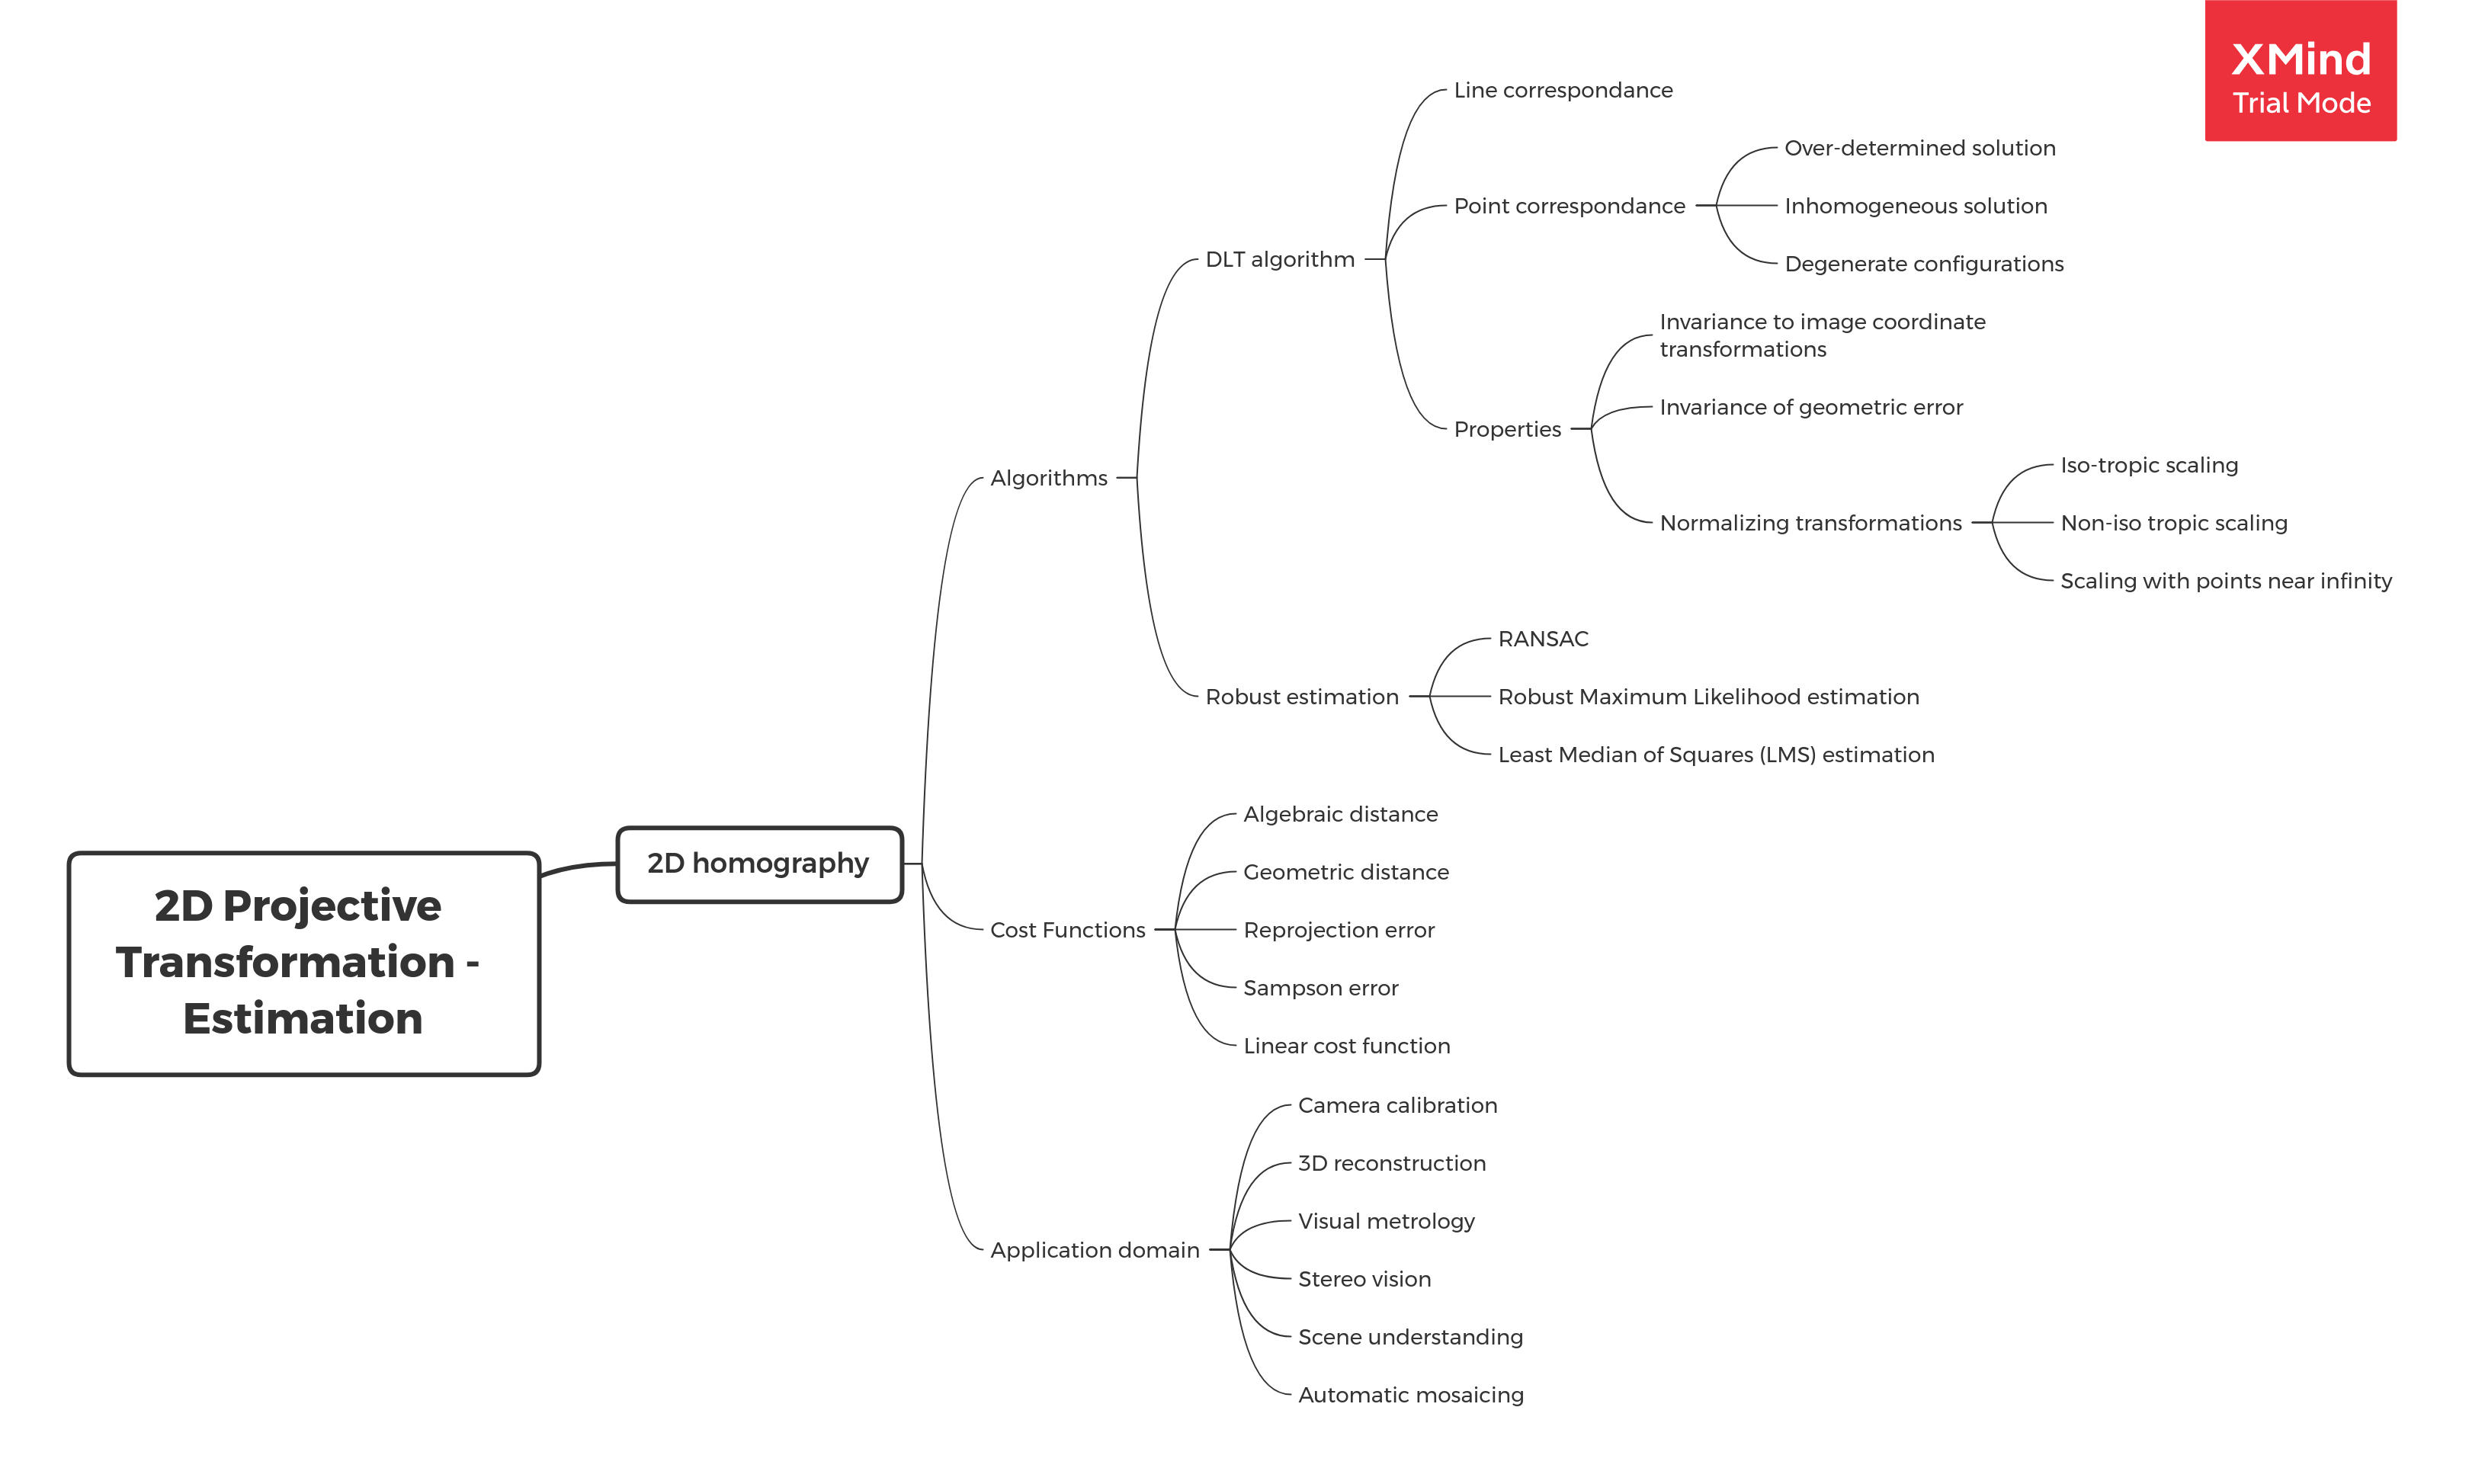 XMind
Trial Mode
Line correspondance
Over-determined solution
Point correspondance
Inhomogeneous solution
DLT algorithm
Degenerate configurations
Invariance to image coordinate
transformations
Invariance of geometric error
Properties
Iso-tropic scaling
Algorithms
Normalizing transformations
Non-iso tropic scaling
Scaling with points near infinity
RANSAC
Robust estimation
Robust Maximum Likelihood estimation
Least Median of Squares (LMS) estimation
Algebraic distance
2D homography
Geometric distance
2D Projective
Transformation -
Estimation
Cost Functions
Reprojection error
Sampson error
Linear cost function
Camera calibration
3D reconstruction
Visual metrology
Application domain
Stereo vision
Scene understanding
Automatic mosaicing